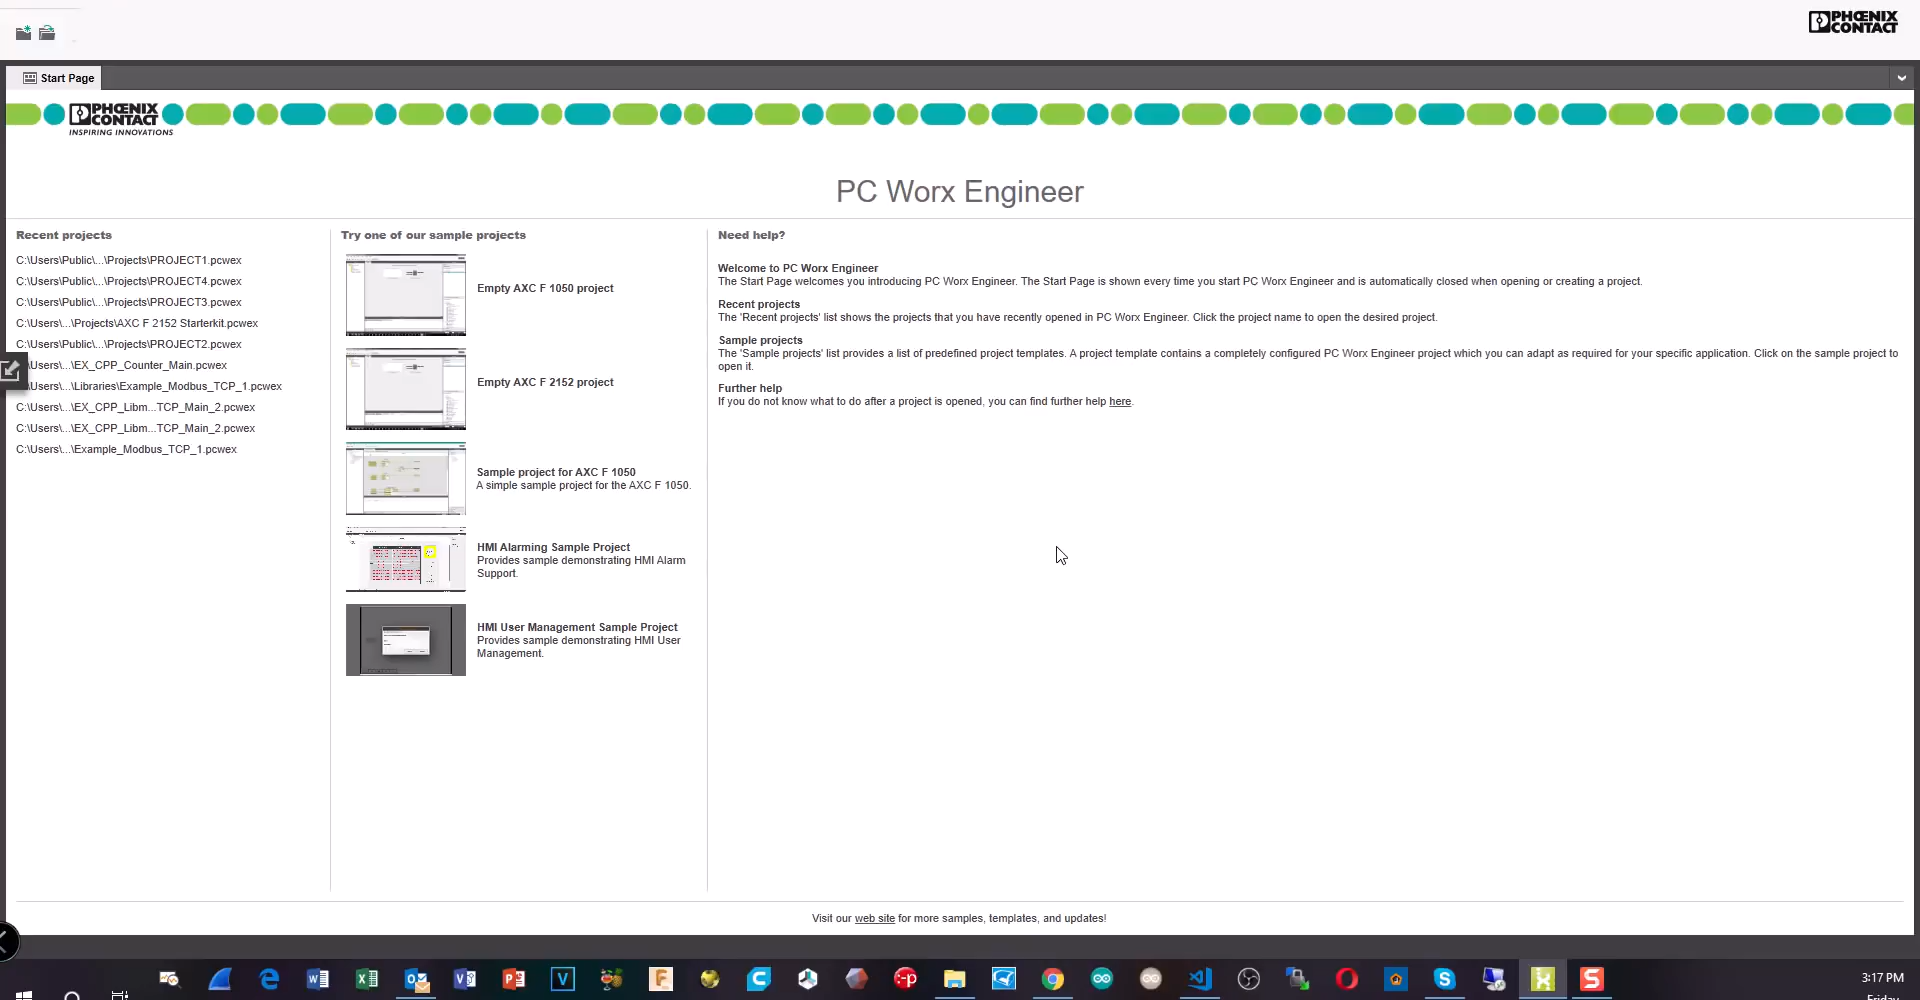 PHŒNIX
CONTACT
Start Page
PHŒNIX
CONTACT
INSPIRING INNOVATIONS
PC Worx Engineer
Recent projects
C:\Users\Public\...\Projects\PROJECT1.pcwex
C:\Users\Public\...\Projects\PROJECT4.pcwex
C:\Users\Public\...\Projects\PROJECT3.pcwex
C:\Users\...\Projects\AXC F 2152 Starterkit.pcwex
C:\Users\Public\...\Projects\PROJECT2.pcwex
\Users\...\EX_CPP_Counter_Main.pcwex
\Users\...\Libraries\Example_Modbus_TCP_1.pcwex
C:\Users\...\EX_CPP_Libm...TCP_Main_2.pcwex
C:\Users\...\EX_CPP_Libm...TCP_Main_2.pcwex
C:\Users\...\Example_Modbus_TCP_1.pcwex
Try one of our sample projects
Empty AXC F 1050 project
Empty AXC F 2152 project
Sample project for AXC F 1050
A simple sample project for the AXC F 1050.
HMI Alarming Sample Project
Provides sample demonstrating HMI Alarm
Support.
HMI User Management Sample Project
Provides sample demonstrating HMI User
Management.
Need help?
Welcome to PC Worx Engineer
The Start Page welcomes you introducing PC Worx Engineer. The Start Page is shown every time you start PC Worx Engineer and is automatically closed when opening or creating a project.
Recent projects
The 'Recent projects' list shows the projects that you have recently opened in PC Worx Engineer. Click the project name to open the desired project.
Sample projects
The 'Sample projects' list provides a list of predefined project templates. A project template contains a completely configured PC Worx Engineer project which you can adapt as required for your specific application. Click on the sample project to
open it.
Further help
If you do not know what to do after a project is opened, you can find further help here.
Visit our web site for more samples, templates, and updates!
3:17 PM
Friday